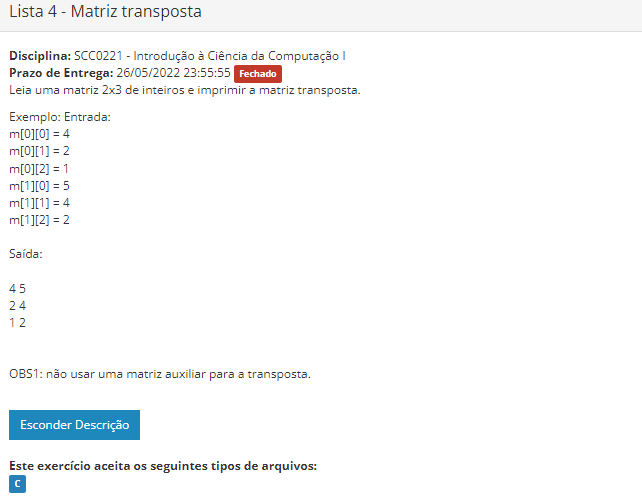 Lista 4 - Matriz transposta
Disciplina: SCC0221 - Introdução à Ciência da Computação I
Prazo de Entrega: 26/05/2022 23:55:55 Fechado
Leia uma matriz 2x3 de inteiros e imprimir a matriz transposta.
Exemplo: Entrada:
m[0][0] = 4
m[0][1] = 2
m[0][2] = 1
m[1][0] = 5
m[1][1] = 4
m[1][2] = 2
Saída:
4 5
2 4
1 2
OBS1: não usar uma matriz auxiliar para a transposta.
Esconder Descrição
Este exercício aceita os seguintes tipos de arquivos:
C